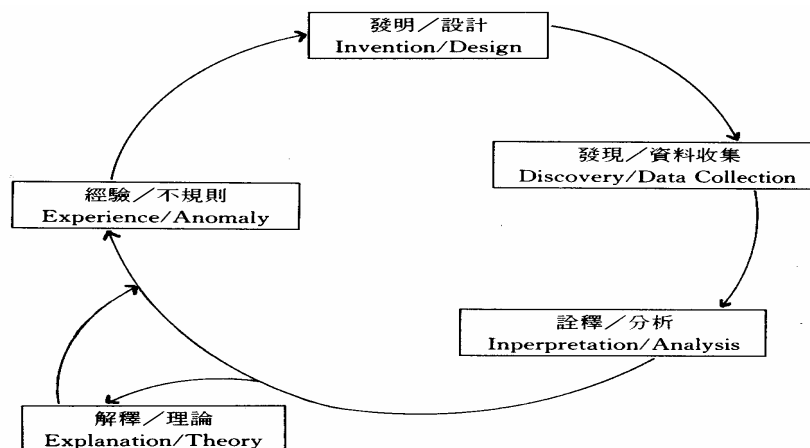 發明／設計
Invention/Design
發現／資料收集
Discovery/Data Collection
詮釋／分析
Inperpretation/Analysis
解釋／理論
Explanation/Theory
經驗／不規則
Experience/Anomaly